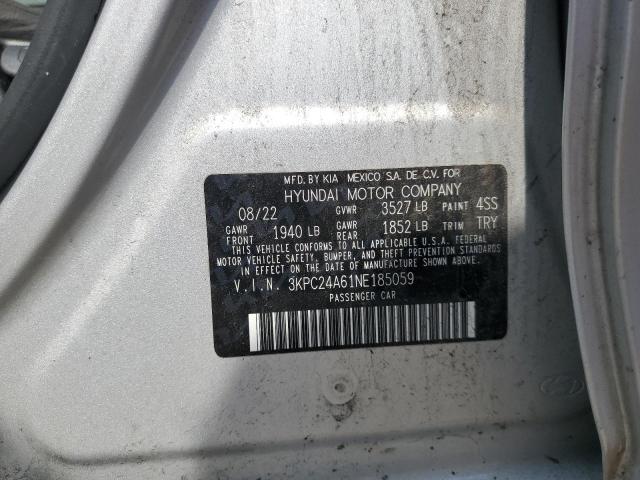 MFD. BY KIA MEXICO S.A. DE C.V. FOR
HYUNDAI MOTOR COMPANY
08/22 GVWR 3527 LB PAINT 4SS
GAWR FRONT 1940 LB GAWR REAR 1852 LB TRIM TRY
THIS VEHICLE CONFORMS TO ALL APPLICABLE U.S.A. FEDERAL
MOTOR VEHICLE SAFETY, BUMPER, AND THEFT PREVENTION STANDARDS
IN EFFECT ON THE DATE OF MANUFACTURE SHOWN ABOVE.
V.I.N. 3KPC24A61NE185059
PASSENGER CAR